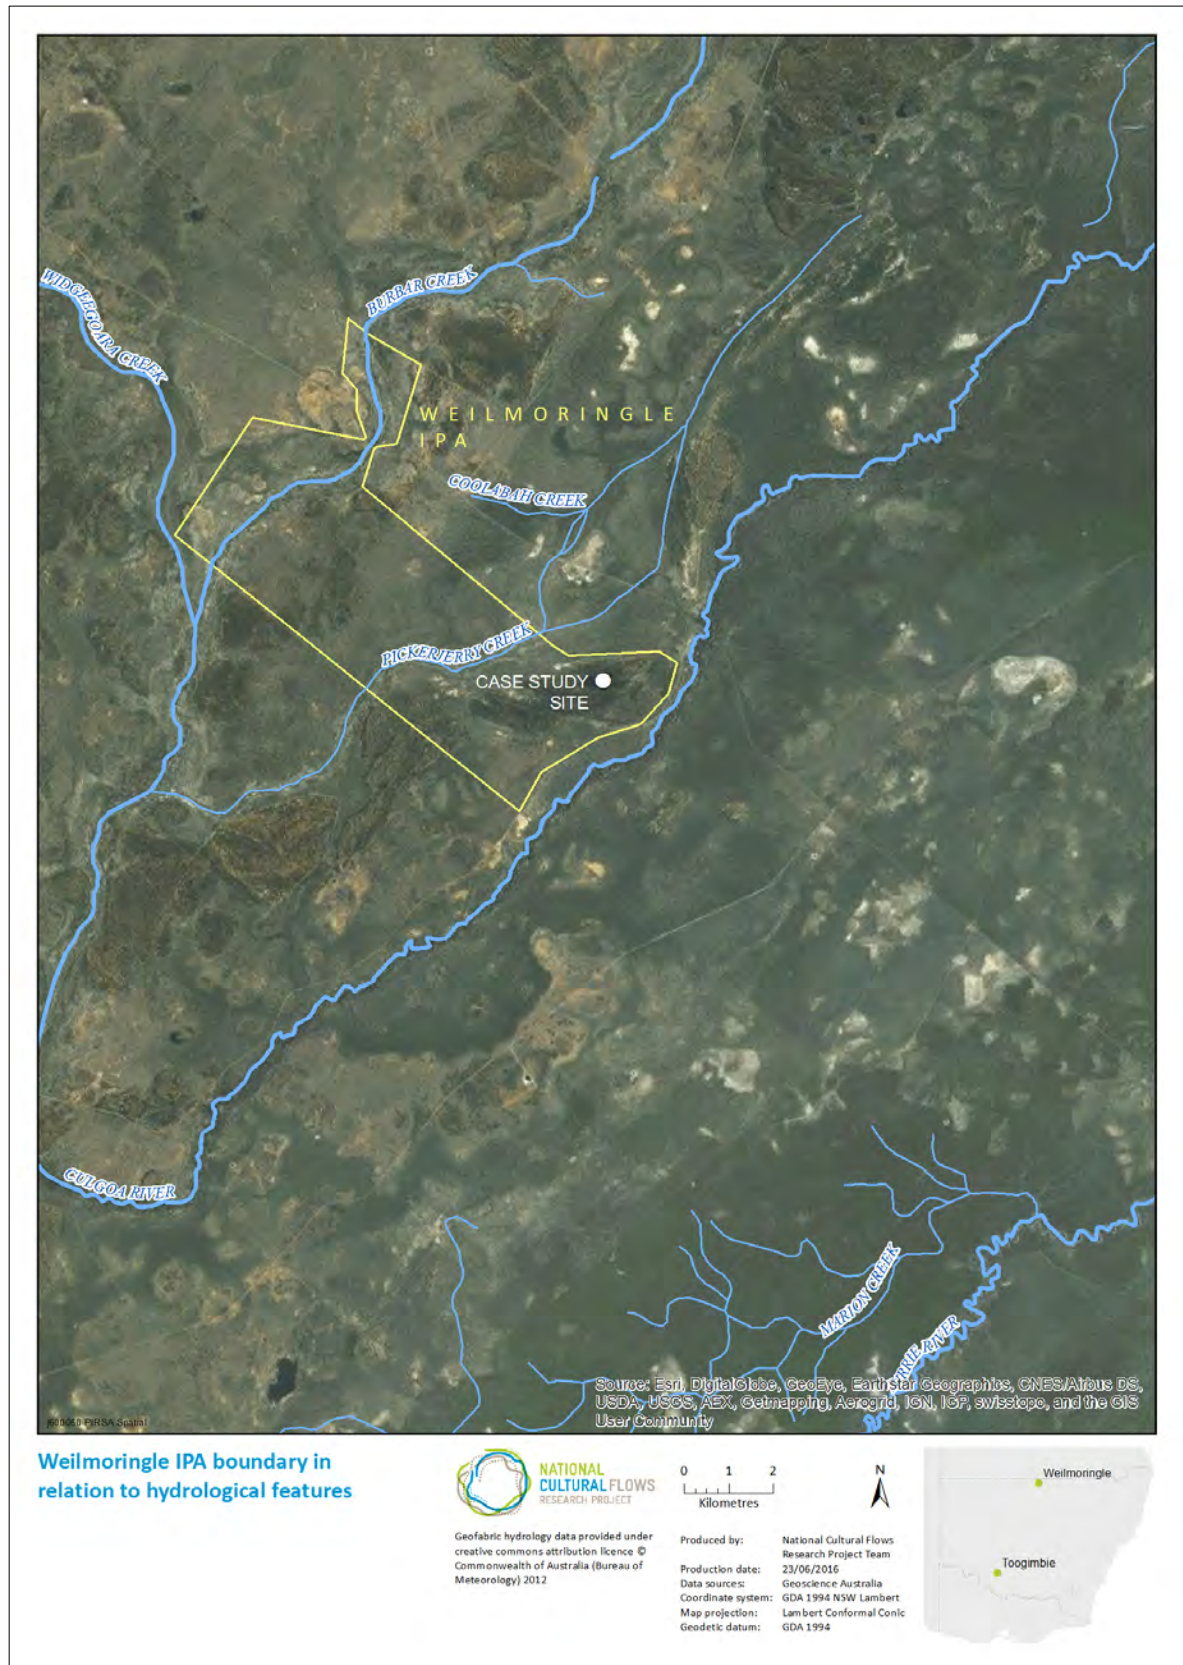 BURBAR CREEK
WIDGEEGOARA CREEK
WEILMORINGLE
IPA
COOLABAH CREEK
PICKERJERRY CREEK
CASE STUDY
SITE
CULGOA RIVER
MARION CREEK
RRIE RIVER
Source: Esri, DigitalGlobe, GeoEye, Earthstar Geographics, CNES/Airbus DS,
USDA, USGS, AEX, Getmapping, Aerogrid, IGN, IGP, swisstopo, and the GIS
User Community
PIRSA Spatial
Weilmoringle IPA boundary in
relation to hydrological features
NATIONAL
CULTURAL FLOWS
RESEARCH PROJECT
Geofabric hydrology data provided under
creative commons attribution licence ©
Commonwealth of Australia (Bureau of
Meteorology) 2012
0 1 2
Kilometres
N
Produced by: National Cultural Flows
Research Project Team
Production date: 23/06/2016
Data sources: Geoscience Australia
Coordinate system: GDA 1994 NSW Lambert
Map projection: Lambert Conformal Conic
Geodetic datum: GDA 1994
Weilmoringle
Toogimbie